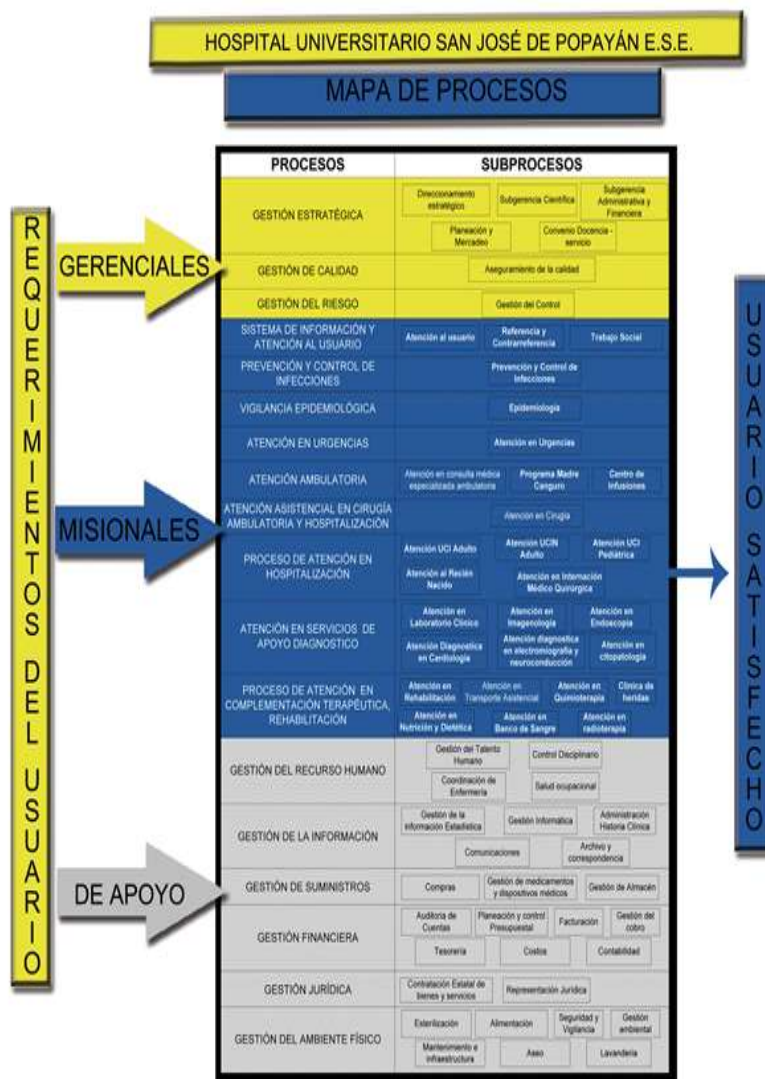 HOSPITAL UNIVERSITARIO SAN JOSÉ DE POPAYÁN E.S.E.
MAPA DE PROCESOS
REQUERIMIENTOS DEL USUARIO
GERENCIALES
MISIONALES
DE APOYO
PROCESOS
SUBPROCESOS
GESTIÓN ESTRATÉGICA
Direccionamiento
estratégico
Subgerencia Científica
Subgerencia
Administrativa y
Financiera
Planeación y
Mercadeo
Convenio Docencia -
servicio
GESTIÓN DE CALIDAD
Aseguramiento de la calidad
GESTIÓN DEL RIESGO
Gestión del Control
SISTEMA DE INFORMACIÓN Y
ATENCIÓN AL USUARIO
Atención al usuario
Referencia y
Contrarreferencia
Trabajo Social
PREVENCIÓN Y CONTROL DE
INFECCIONES
Prevención y Control de
Infecciones
VIGILANCIA EPIDEMIOLÓGICA
Epidemiología
ATENCIÓN EN URGENCIAS
Atención en Urgencias
ATENCIÓN AMBULATORIA
Atención en consulta médica
especializada ambulatoria
Programa Madre
Canguro
Centro de
Infusiones
ATENCIÓN ASISTENCIAL EN CIRUGÍA
AMBULATORIA Y HOSPITALIZACIÓN
Atención en Cirugía
PROCESO DE ATENCIÓN EN
HOSPITALIZACIÓN
Atención UCI Adulto
Atención UCIN
Adulto
Atención UCI
Pediátrica
Atención al Recién
Nacido
Atención en Internación
Médico Quirúrgica
ATENCIÓN EN SERVICIOS DE
APOYO DIAGNOSTICO
Atención en
Laboratorio Clínico
Atención en
Imagenología
Atención en
Endoscopia
Atención Diagnostica
en Cardiología
Atención diagnostica
en electromiografía y
neuroconducción
Atención en
citopatología
PROCESO DE ATENCIÓN EN
COMPLEMENTACIÓN TERAPÉUTICA,
REHABILITACIÓN
Atención en
Rehabilitación
Atención en
Transporte Asistencial
Atención en
Quimioterapia
Clínica de
heridas
Atención en
Nutrición y Dietética
Atención en
Banco de Sangre
Atención en
radioterapia
GESTIÓN DEL RECURSO HUMANO
Gestión del Talento
Humano
Control Disciplinario
Coordinación de
Enfermería
Salud ocupacional
GESTIÓN DE LA INFORMACIÓN
Gestión de la
información Estadística
Gestión Informática
Administración
Historia Clínica
Comunicaciones
Archivo y
correspondencia
GESTIÓN DE SUMINISTROS
Compras
Gestión de medicamentos
y dispositivos médicos
Gestión de Almacén
GESTIÓN FINANCIERA
Auditoria de
Cuentas
Planeación y control
Presupuestal
Facturación
Gestión del
cobro
Tesorería
Costos
Contabilidad
GESTIÓN JURÍDICA
Contratación Estatal de
bienes y servicios
Representación Jurídica
GESTIÓN DEL AMBIENTE FÍSICO
Esterilización
Alimentación
Seguridad y
Vigilancia
Gestión
ambiental
Mantenimiento e
infraestructura
Aseo
Lavandería
USUARIO SATISFECHO